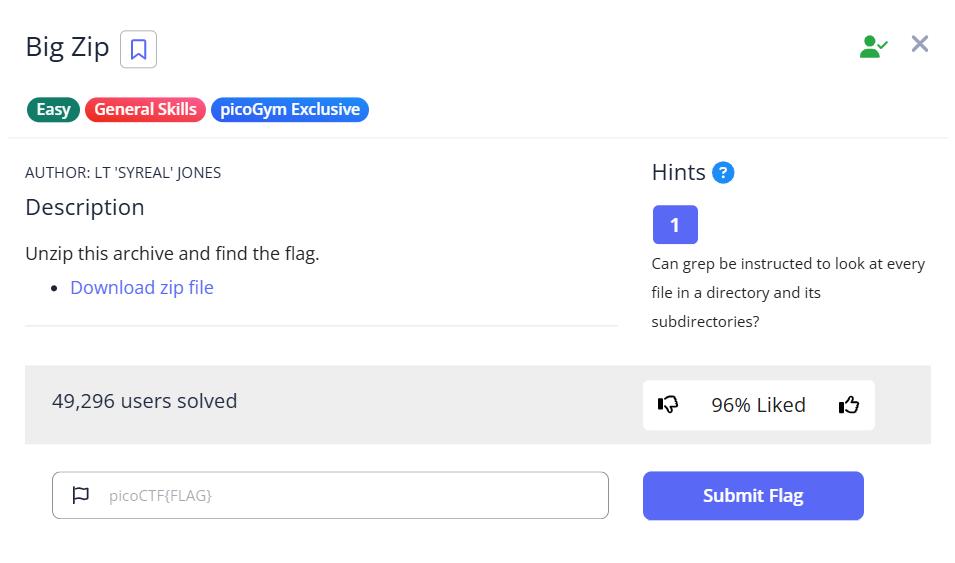 Big Zip
Easy General Skills picoGym Exclusive
AUTHOR: LT 'SYREAL' JONES
Description
Unzip this archive and find the flag.
• Download zip file
Hints ?
1
Can grep be instructed to look at every
file in a directory and its
subdirectories?
49,296 users solved
96% Liked
picoCTF{FLAG}
Submit Flag